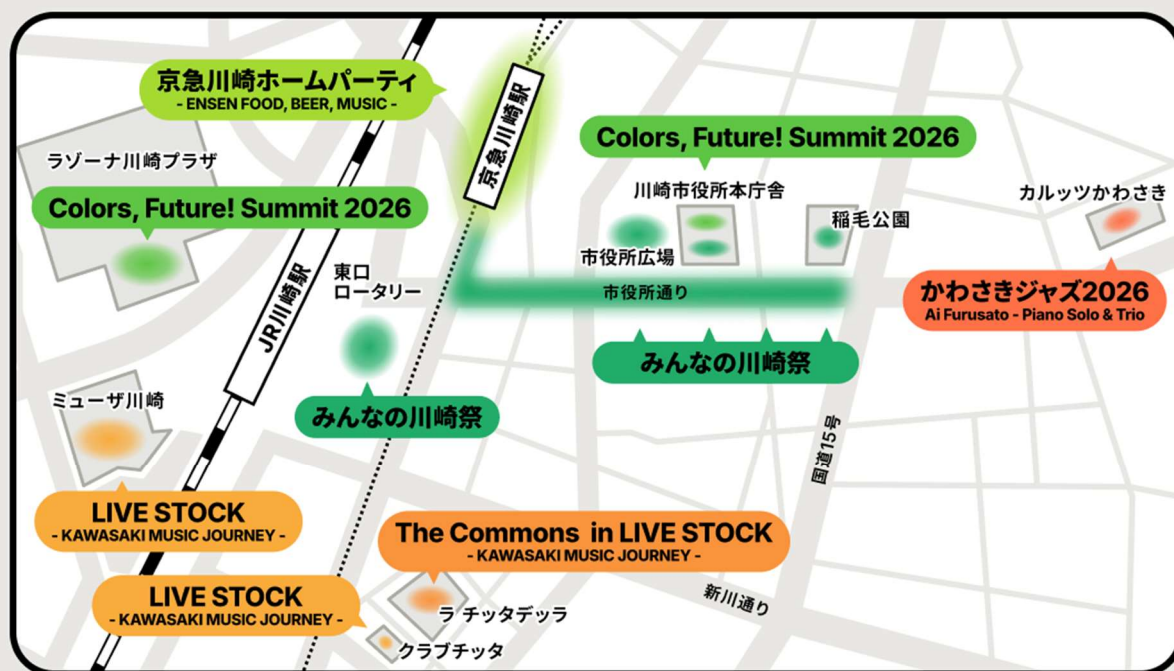 京急川崎ホームパーティ
- ENSEN FOOD, BEER, MUSIC -
京急川崎駅
Colors, Future! Summit 2026
ラゾーナ川崎プラザ
川崎市役所本庁舎
カルッツかわさき
Colors, Future! Summit 2026
稲毛公園
市役所広場
東口
ロータリー
市役所通り
かわさきジャズ2026
Ai Furusato - Piano Solo & Trio
JR川崎駅
みんなの川崎祭
ミューザ川崎
みんなの川崎祭
国道15号
LIVE STOCK
- KAWASAKI MUSIC JOURNEY -
The Commons in LIVE STOCK
- KAWASAKI MUSIC JOURNEY -
LIVE STOCK
- KAWASAKI MUSIC JOURNEY -
新川通り
ラ チッタデッラ
クラブチッタ